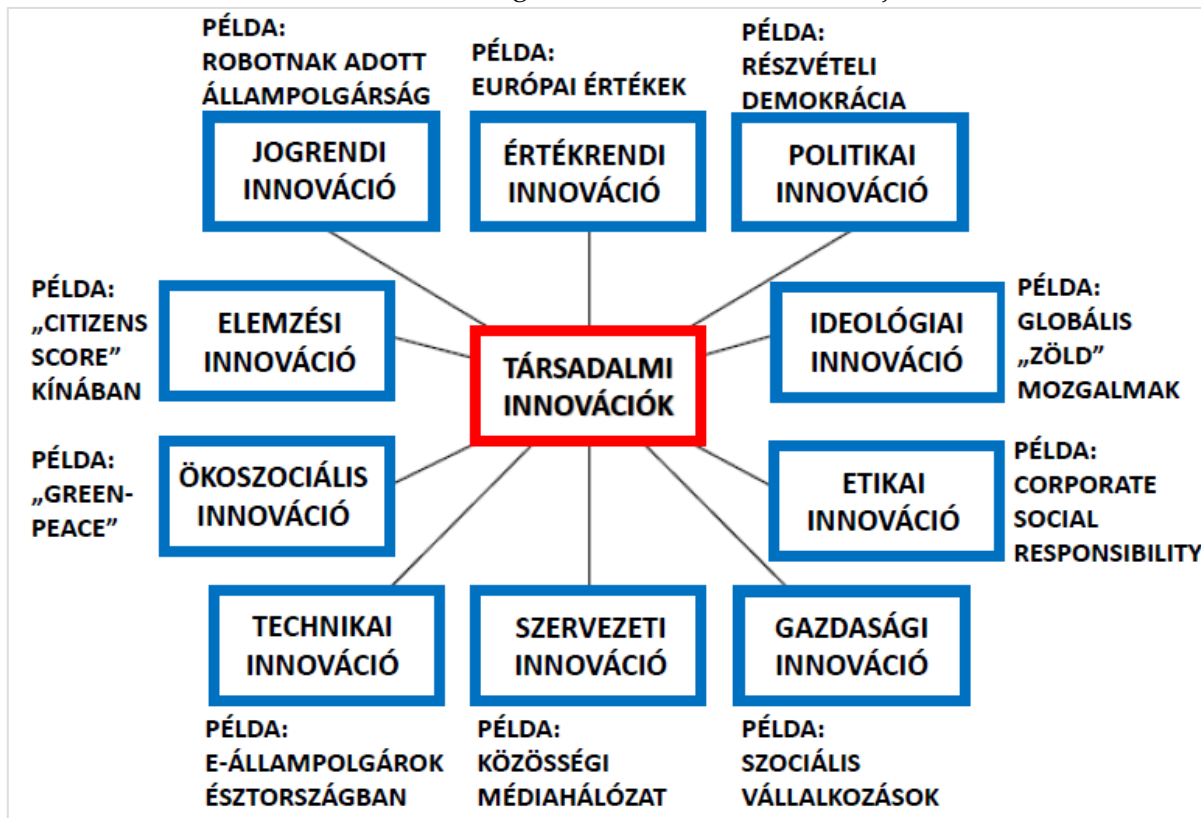 PÉLDA:
ROBOTNAK ADOTT
ÁLLAMPOLGÁRSÁG
JOGRENDI
INNOVÁCIÓ
PÉLDA:
EURÓPAI ÉRTÉKEK
ÉRTÉKRENDI
INNOVÁCIÓ
PÉLDA:
RÉSZVÉTELI
DEMOKRÁCIA
POLITIKAI
INNOVÁCIÓ
PÉLDA:
„CITIZENS
SCORE”
KÍNÁBAN
ELEMZÉSI
INNOVÁCIÓ
TÁRSADALMI
INNOVÁCIÓK
IDEOLÓGIAI
INNOVÁCIÓ
PÉLDA:
GLOBÁLIS
„ZÖLD”
MOZGALMAK
PÉLDA:
„GREEN-
PEACE”
ÖKOSZOCIÁLIS
INNOVÁCIÓ
ETIKAI
INNOVÁCIÓ
PÉLDA:
CORPORATE
SOCIAL
RESPONSIBILITY
TECHNIKAI
INNOVÁCIÓ
PÉLDA:
E-ÁLLAMPOLGÁROK
ÉSZTORSZÁGBAN
SZERVEZETI
INNOVÁCIÓ
PÉLDA:
KÖZÖSSÉGI
MÉDIAHÁLÓZAT
GAZDASÁGI
INNOVÁCIÓ
PÉLDA:
SZOCIÁLIS
VÁLLALKOZÁSOK